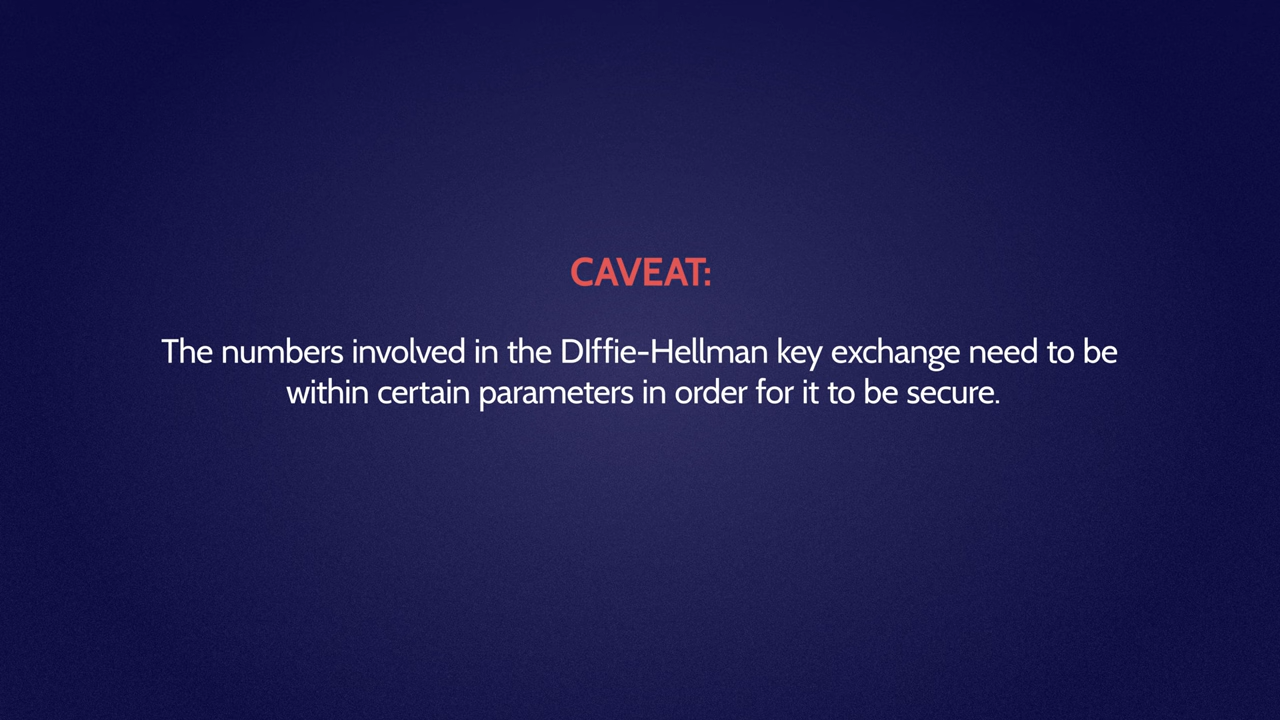 CAVEAT:
The numbers involved in the DIffie-Hellman key exchange need to be
within certain parameters in order for it to be secure.